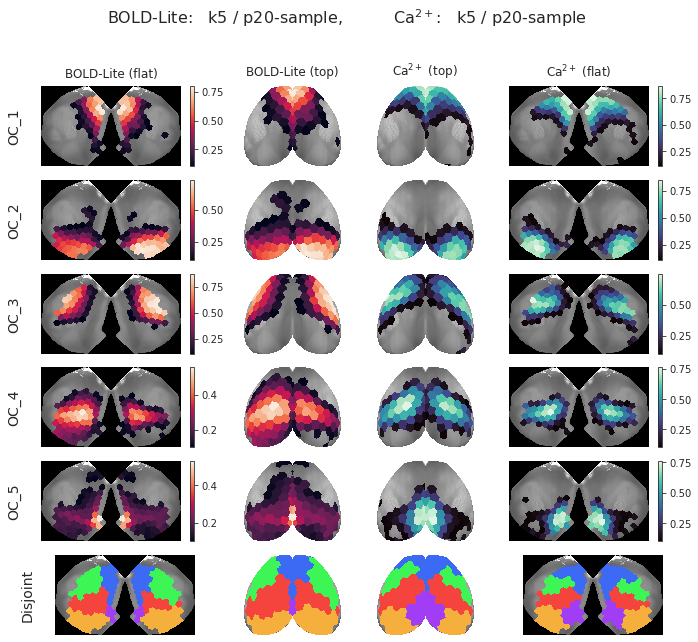 BOLD-Lite: k5 / p20-sample, Ca2+: k5 / p20-sample
BOLD-Lite (flat) BOLD-Lite (top) Ca2+ (top) Ca2+ (flat)
OC_1 0.75 0.50 0.25 0.75 0.50 0.25
OC_2 0.50 0.25 0.75 0.50 0.25
OC_3 0.75 0.50 0.25 0.50 0.25
OC_4 0.4 0.2 0.75 0.50 0.25
OC_5 0.4 0.2 0.75 0.50 0.25
Disjoint